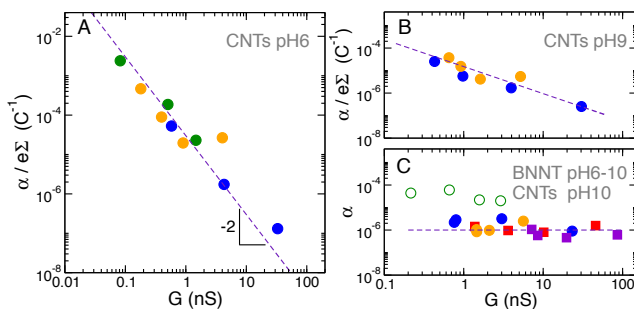 A
CNTs pH6
α / eΣ (C⁻¹)
10⁻²
10⁻⁴
10⁻⁶
10⁻⁸
-2
0.01 0.1 1 10 100
G (nS)
B
CNTs pH9
α / eΣ (C⁻¹)
10⁻⁴
10⁻⁶
10⁻⁸
C
BNNT pH6-10
CNTs pH10
α
10⁻²
10⁻⁴
10⁻⁶
10⁻⁸
0.1 1 10 100
G (nS)